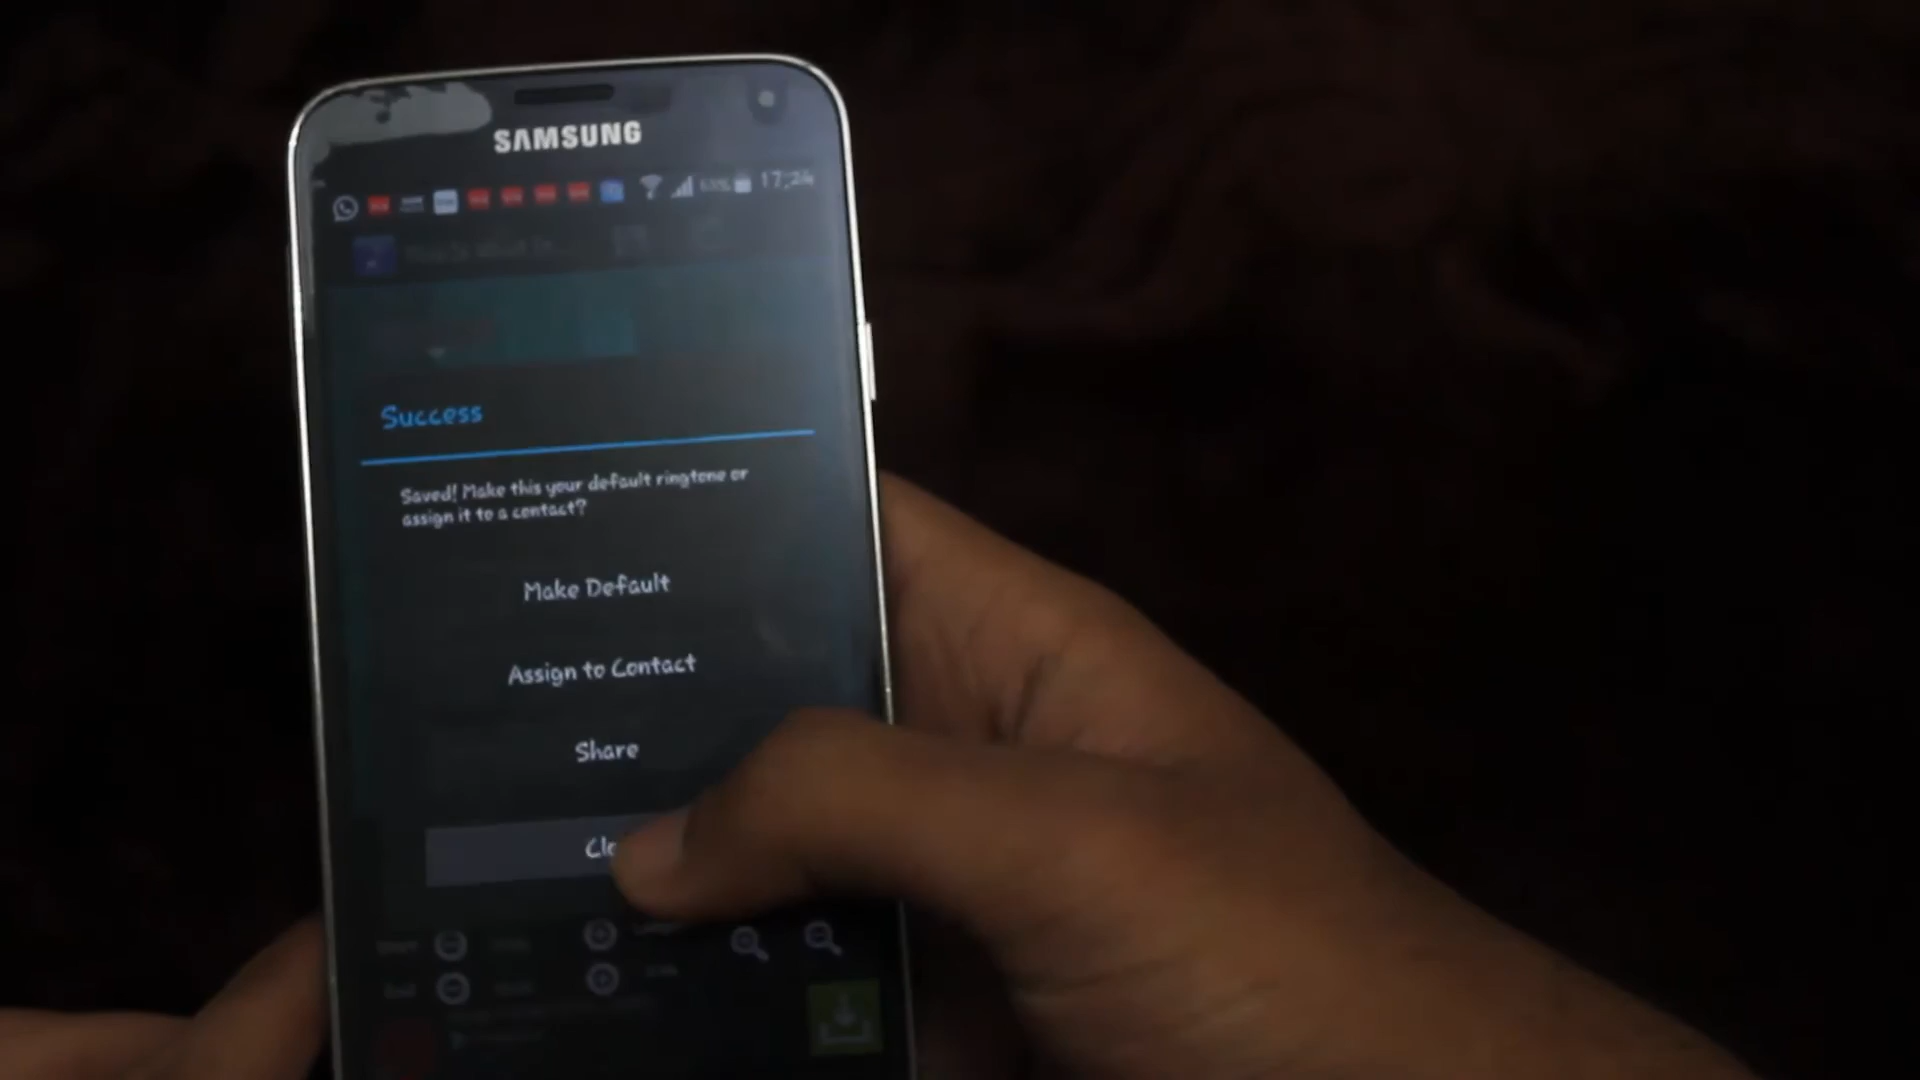 SAMSUNG
17:24
Success
Saved! Make this your default ringtone or
assign it to a contact?
Make Default
Assign to Contact
Share
Clo